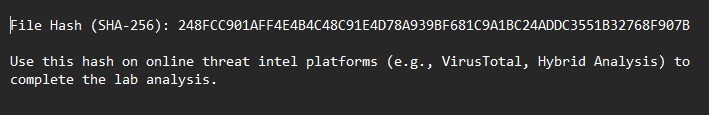 File Hash (SHA-256): 248FCC901AFF4E4B4C48C91E4D78A939BF681C9A1BC24ADDC3551B32768F907B
Use this hash on online threat intel platforms (e.g., VirusTotal, Hybrid Analysis) to
complete the lab analysis.